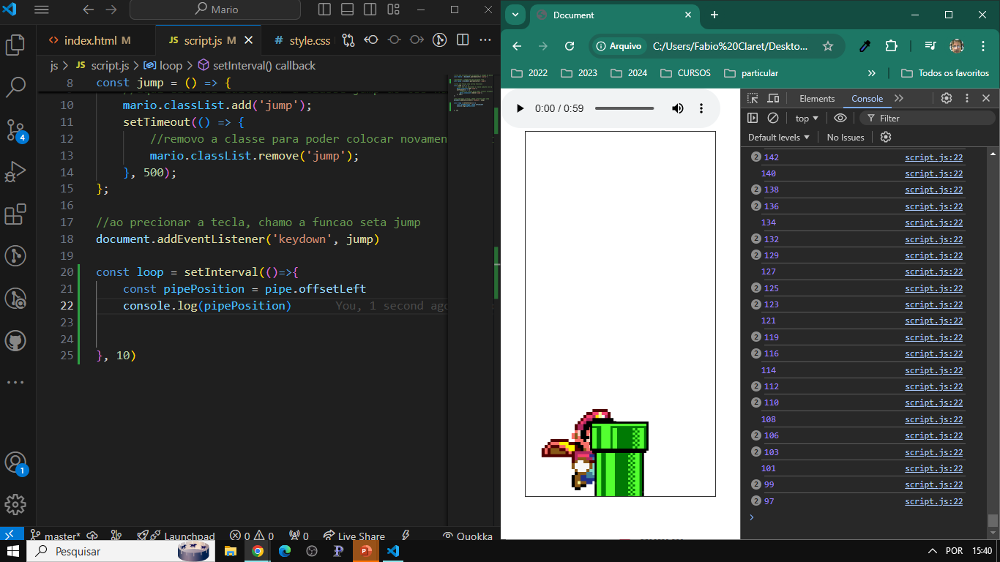 Mario
index.html M
script.js M
style.css
js > JS script.js > loop > setInterval() callback
8 const jump = () => {
10 mario.classList.add('jump');
11 setTimeout(() => {
12 //removo a classe para poder colocar novamen
13 mario.classList.remove('jump');
14 }, 500);
15 };
16
17 //ao precionar a tecla, chamo a funcao seta jump
18 document.addEventListener('keydown', jump)
19
20 const loop = setInterval(()=>{
21 const pipePosition = pipe.offsetLeft
22 console.log(pipePosition) You, 1 second ago
23
24
25 }, 10)
4
1
master*
Launchpad
0 0
0
Live Share
Quokka
Document
Arquivo C:/Users/Fabio%20Claret/Deskto...
2022 2023 2024 CURSOS particular » Todos os favoritos
0:00 / 0:59
Elements Console »
top Filter
Default levels No Issues
2 142 script.js:22
140 script.js:22
2 138 script.js:22
2 136 script.js:22
134 script.js:22
2 132 script.js:22
2 129 script.js:22
127 script.js:22
2 125 script.js:22
2 123 script.js:22
121 script.js:22
2 119 script.js:22
2 116 script.js:22
114 script.js:22
2 112 script.js:22
2 110 script.js:22
108 script.js:22
2 106 script.js:22
2 103 script.js:22
101 script.js:22
2 99 script.js:22
2 97 script.js:22
Pesquisar
POR 15:40